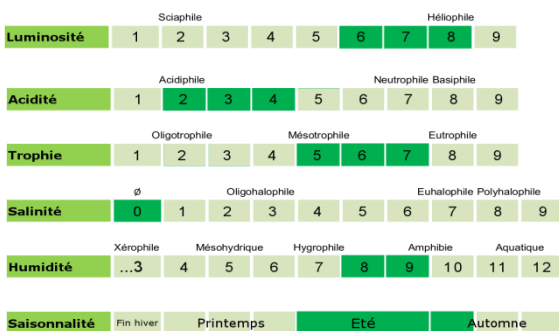 Sciaphile Héliophile
Luminosité 1 2 3 4 5 6 7 8 9
Acidiphile Neutrophile Basiphile
Acidité 1 2 3 4 5 6 7 8 9
Oligotrophile Mésotrophile Eutrophile
Trophie 1 2 3 4 5 6 7 8 9
ø Oligohalophile Euhalophile Polyhalophile
Salinité 0 1 2 3 4 5 6 7 8 9
Xérophile Mésohydrique Hygrophile Amphibie Aquatique
Humidité ...3 4 5 6 7 8 9 10 11 12
Saisonnalité Fin hiver Printemps Eté Automne